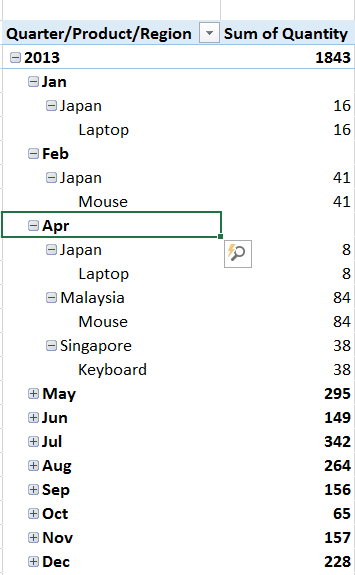 Quarter/Product/Region Sum of Quantity
2013 1843
Jan
Japan 16
Laptop 16
Feb
Japan 41
Mouse 41
Apr
Japan 8
Laptop 8
Malaysia 84
Mouse 84
Singapore 38
Keyboard 38
May 295
Jun 149
Jul 342
Aug 264
Sep 156
Oct 65
Nov 157
Dec 228